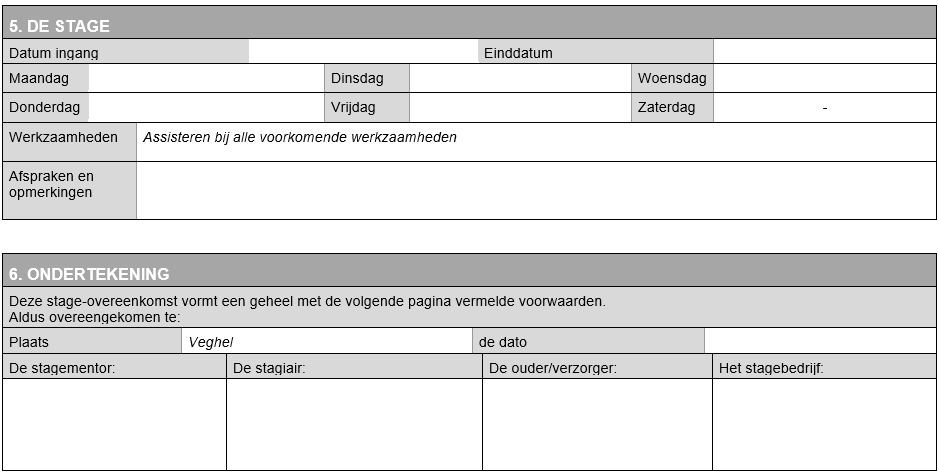 5. DE STAGE
Datum ingang Einddatum
Maandag Dinsdag Woensdag
Donderdag Vrijdag Zaterdag -
Werkzaamheden Assisteren bij alle voorkomende werkzaamheden
Afspraken en
opmerkingen
6. ONDERTEKENING
Deze stage-overeenkomst vormt een geheel met de volgende pagina vermelde voorwaarden.
Aldus overeengekomen te:
Plaats Veghel de dato
De stagementor: De stagiair: De ouder/verzorger: Het stagebedrijf: